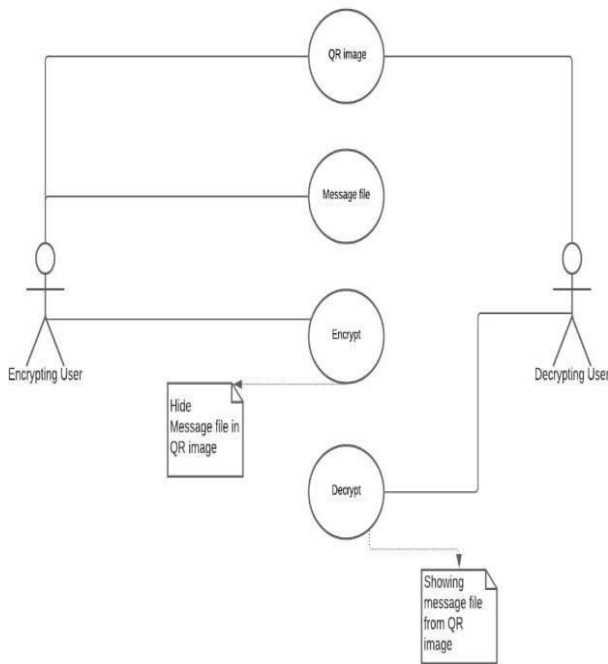 QR image
Message file
Encrypting User
Encrypt
Decrypting User
Hide
Message file in
QR image
Decrypt
Showing
message file
from QR
image